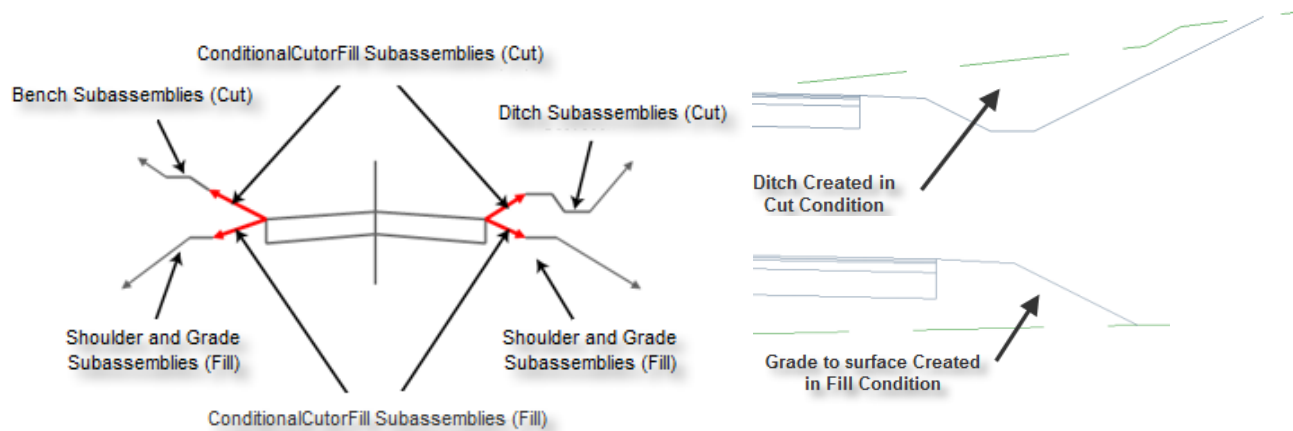 ConditionalCutorFill Subassemblies (Cut)
Bench Subassemblies (Cut)
Ditch Subassemblies (Cut)
Shoulder and Grade
Subassemblies (Fill)
Shoulder and Grade
Subassemblies (Fill)
ConditionalCutorFill Subassemblies (Fill)
Ditch Created in
Cut Condition
Grade to surface Created
in Fill Condition